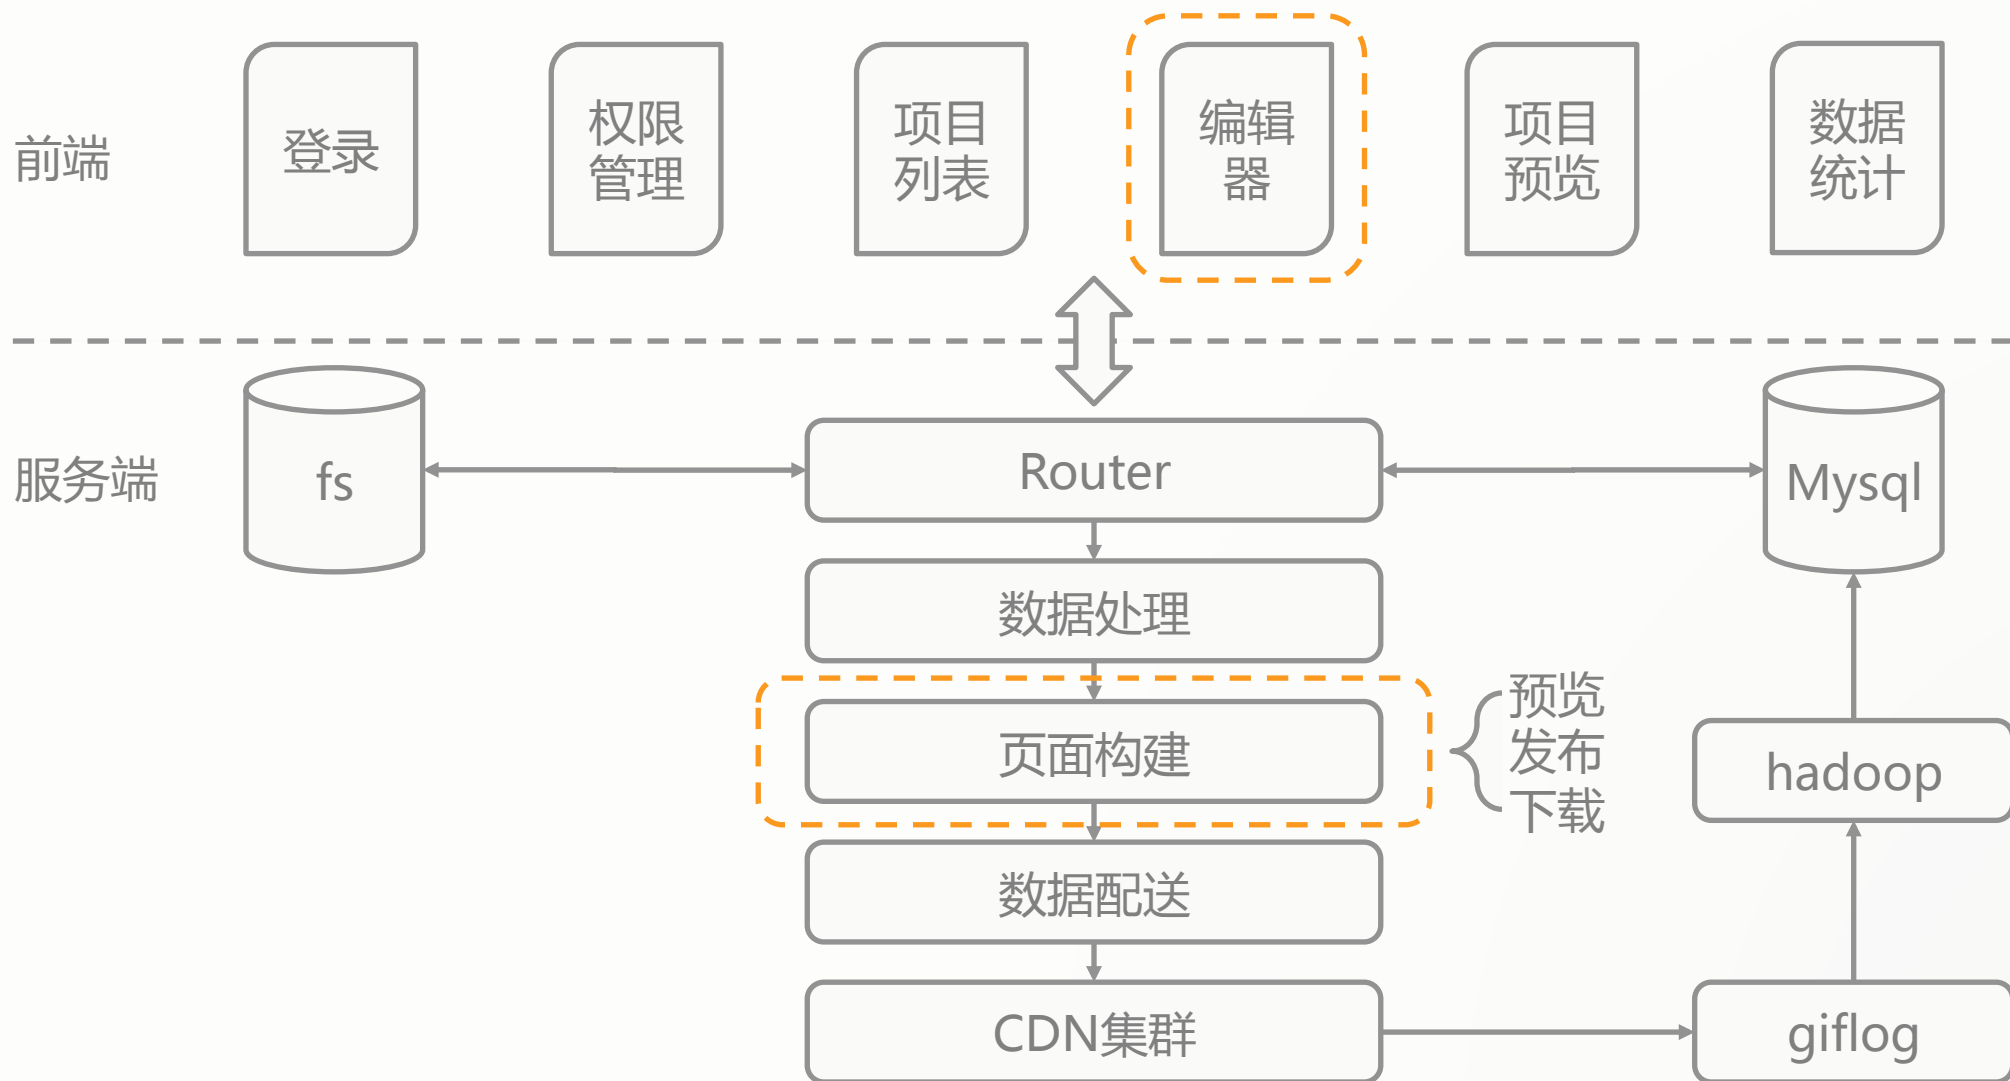 前端
登录
权限
管理
项目
列表
编辑
器
项目
预览
数据
统计
服务端
fs
Router
Mysql
数据处理
页面构建
预览
发布
下载
hadoop
数据配送
CDN集群
giflog